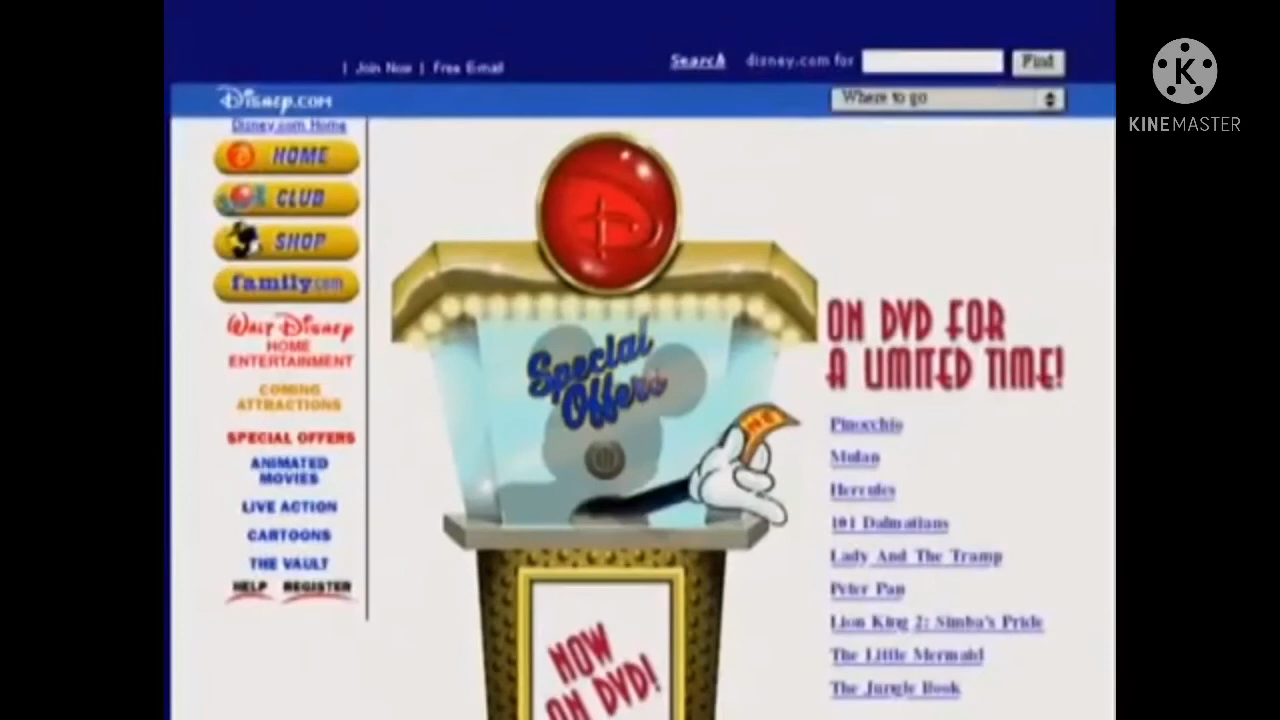 | Join Now | Free Email
Search disney.com for Find
Disney.com
Where to go
Disney.com Home
HOME
CLUB
SHOP
family.com
Walt Disney
HOME
ENTERTAINMENT
COMING
ATTRACTIONS
SPECIAL OFFERS
ANIMATED
MOVIES
LIVE ACTION
CARTOONS
THE VAULT
HELP REGISTER
D
Special
Offers
NOW
ON DVD!
ON DVD FOR
A LIMITED TIME!
Pinocchio
Mulan
Hercules
101 Dalmatians
Lady And The Tramp
Peter Pan
Lion King 2: Simba's Pride
The Little Mermaid
The Jungle Book
K
KINEMASTER